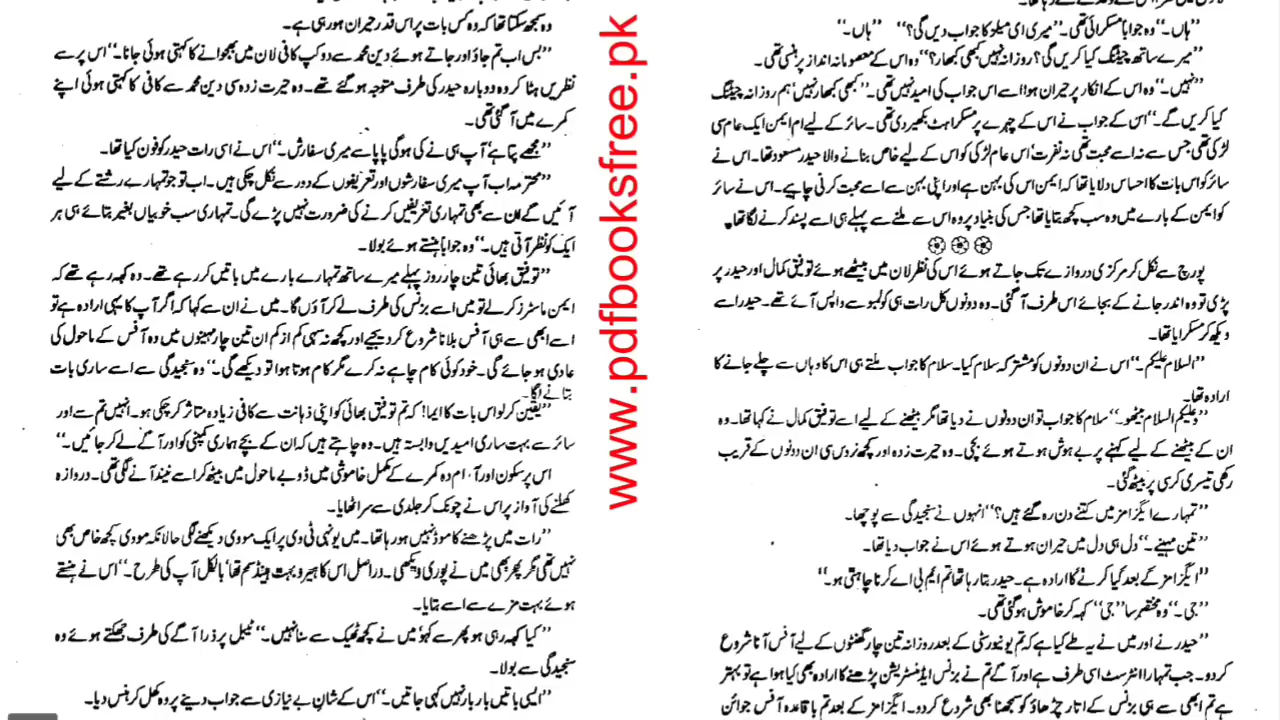 لاؤں میں سر اس نے
ہاں۔“ وہ جواباً مسکرائی تھی۔ ”میری ای میلو کا جواب دیں گی؟“ ”ہاں۔“
”میرے ساتھ چیٹنگ کیا کریں گی؟ روزانہ نہیں کبھی کبھار؟“ وہ اس کے معصومانہ انداز پر ہنسی تھی۔
”نہیں۔“ وہ اس کے انکار پر حیران ہوا اسے اس جواب کی امید نہیں تھی۔ ”کبھی کبھار نہیں‘ ہم روزانہ چیٹنگ
کیا کریں گے۔“ اس کے جواب نے اس کے چہرے پر مسکراہٹ بکھیر دی تھی۔ سائر کے لیے ام ایمن ایک عام سی
لڑکی تھی جس سے نہ اسے محبت تھی نہ نفرت‘ اس عام لڑکی کو اس کے لیے خاص بنانے والا حیدر مسعود تھا۔ اس نے
سائر کو اس بات کا احساس دلایا تھا کہ ایمن اس کی بہن ہے اور اپنی بہن سے اسے محبت کرنی چاہیے۔ اس نے سائر
کو ایمن کے بارے میں وہ سب کچھ بتایا تھا جس کی بنیاد پر وہ اس سے ملنے سے پہلے ہی اسے پسند کرنے لگا تھا۔
پورچ سے نکل کر مرکزی دروازے تک جاتے ہوئے اس کی نظر لان میں بیٹھے ہوئے توفیق کمال اور حیدر پر
پڑی تو وہ اندر جانے کے بجائے اس طرف آ گئی۔ وہ دونوں کل رات ہی کولمبو سے واپس آئے تھے۔ حیدر اسے
دیکھ کر مسکرایا تھا۔
”السلام علیکم۔“ اس نے ان دونوں کو مشترکہ سلام کیا۔ سلام کا جواب ملتے ہی اس کا وہاں سے چلے جانے کا
ارادہ تھا۔
”وعلیکم السلام بیٹھو۔“ سلام کا جواب تو ان دونوں نے دیا تھا مگر بیٹھنے کے لیے اسے توفیق کمال نے کہا تھا۔ وہ
ان کے بیٹھنے کے لیے کہنے پر بے ہوش ہوتے ہوتے بچی۔ وہ حیرت زدہ اور کچھ نروس سی ان دونوں کے قریب
رکھی تیسری کرسی پر بیٹھ گئی۔
”تمہارے ایگزامز میں کتنے دن رہ گئے ہیں؟“ انہوں نے سنجیدگی سے پوچھا۔
”تین مہینے۔“ دل ہی دل میں حیران ہوتے ہوئے اس نے جواب دیا تھا۔
”ایگزامز کے بعد کیا کرنے کا ارادہ ہے۔ حیدر بتا رہا تھا تم ایم بی اے کرنا چاہتی ہو۔“
”جی۔“ وہ مختصر سا ”جی“ کہہ کر خاموش ہو گئی تھی۔
”حیدر نے اور میں نے یہ طے کیا ہے کہ تم یونیورسٹی کے بعد روزانہ تین چار گھنٹوں کے لیے آفس آنا شروع
کر دو۔ جب تمہارا انٹرسٹ اسی طرف ہے اور آگے تم نے بزنس ایڈمنسٹریشن پڑھنے کا ارادہ بھی کیا ہوا ہے تو بہتر
ہے تم ابھی سے ہی بزنس کے اتار چڑھاؤ کو سمجھنا بھی شروع کر دو۔ ایگزامز کے بعد تم باقاعدہ آفس جوائن
www.pdfbooksfree.pk
وہ سمجھ سکتا تھا کہ وہ کس بات پر اس قدر حیران ہو رہی ہے۔
”بس اب تم جاؤ اور جاتے ہوئے دین محمد سے دو کپ کافی لان میں بھجوانے کا کہتی ہوئی جانا۔“ اس پر سے
نظریں ہٹا کر وہ دوبارہ حیدر کی طرف متوجہ ہو گئے تھے۔ وہ حیرت زدہ سی دین محمد سے کافی کا کہتی ہوئی اپنے
کمرے میں آ گئی تھی۔
”مجھے پتا ہے‘ آپ ہی نے کی ہوگی پاپا سے میری سفارش۔“ اس نے اسی رات حیدر کو فون کیا تھا۔
”محترمہ اب آپ میری سفارشوں اور تعریفوں کے دور سے نکل چکی ہیں۔ اب تو جو تمہارے رشتے کے لیے
آئیں گے ان سے بھی تمہاری تعریفیں کرنے کی ضرورت نہیں پڑے گی۔ تمہاری سب خوبیاں بغیر بتائے ہی ہر
ایک کو نظر آتی ہیں۔“ وہ جواباً ہنستے ہوئے بولا۔
”توفیق بھائی تین چار روز پہلے میرے ساتھ تمہارے بارے میں باتیں کر رہے تھے۔ وہ کہہ رہے تھے کہ
ایمن ماسٹرز کر لے تو میں اسے بزنس کی طرف لے کر آؤں گا۔ میں نے ان سے کہا کہ اگر آپ کا یہی ارادہ ہے تو
اسے ابھی سے ہی آفس بلانا شروع کر دیجیے اور کچھ نہ سہی کم از کم ان تین چار مہینوں میں وہ آفس کے ماحول کی
عادی ہو جائے گی۔ خود کوئی کام چاہے نہ کرے مگر کام ہوتا ہوا تو دیکھے گی۔“ وہ سنجیدگی سے اسے ساری بات
بتانے لگا۔
”یقین کر لو اس بات کا ایما! کہ تم توفیق بھائی کو اپنی ذہانت سے کافی زیادہ متاثر کر چکی ہو۔ انہیں تم سے اور
سائر سے بہت ساری امیدیں وابستہ ہیں۔ وہ چاہتے ہیں کہ ان کے بچے ہماری کمپنی کو اور آگے لے کر جائیں۔“
اس پر سکون اور آرام دہ کمرے کے مکمل خاموشی میں ڈوبے ماحول میں بیٹھ کر اسے نیند آنے لگی تھی۔ دروازہ
کھلنے کی آواز پر اس نے چونک کر جلدی سے سر اٹھایا۔
”رات میں پڑھنے کا موڈ نہیں ہو رہا تھا۔ میں یونہی ٹی وی پر ایک مووی دیکھنے لگی حالانکہ مووی کچھ خاص بھی
نہیں تھی مگر پھر بھی میں نے پوری دیکھی۔ دراصل اس کا ہیرو بہت ہینڈسم تھا‘ بالکل آپ کی طرح۔“ اس نے ہنستے
ہوئے بہت مزے سے اسے بتایا۔
”کیا کہہ رہی ہو پھر سے کہو‘ میں نے کچھ ٹھیک سے سنا نہیں۔“ ٹیبل پر ذرا آگے کی طرف جھکتے ہوئے وہ
سنجیدگی سے بولا۔
”ایسی باتیں بار بار نہیں کہی جاتیں۔“ اس کے شان بے نیازی سے جواب دینے پر وہ کھل کر ہنس دیا۔